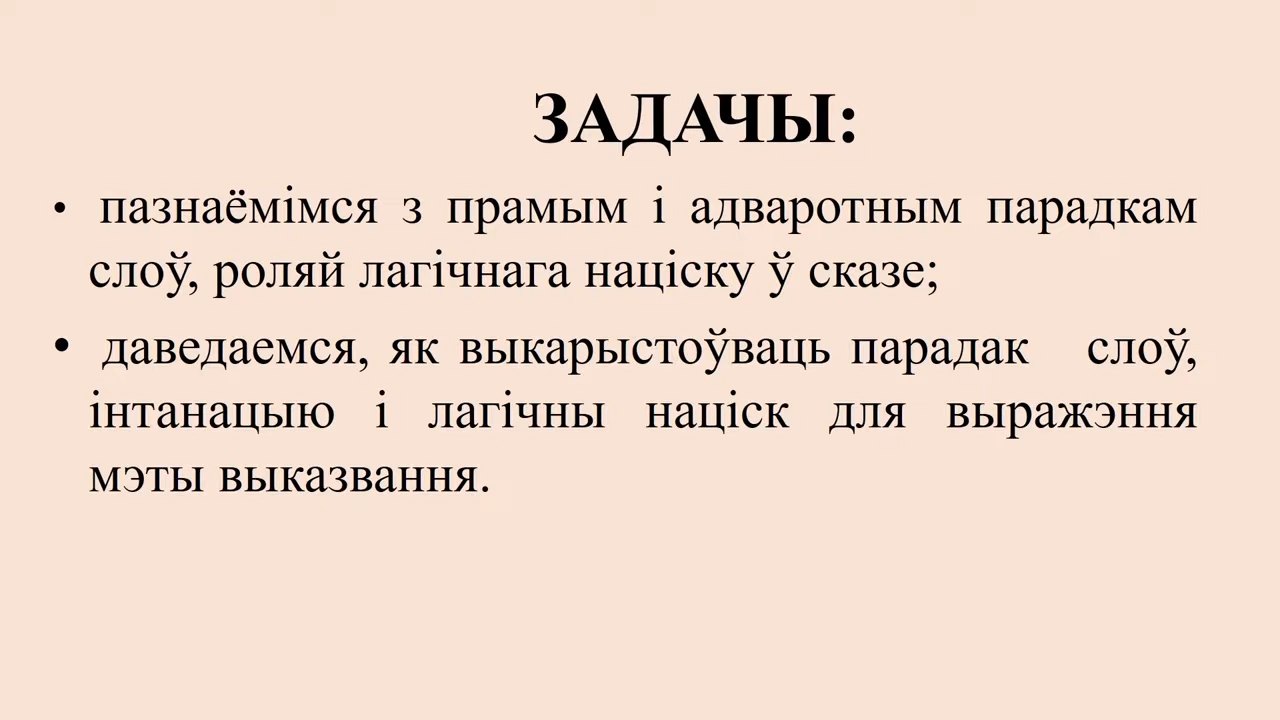 ЗАДАЧЫ:
• пазнаёмімся з прамым і адваротным парадкам
слоў, роляй лагічнага націску ў сказе;
• даведаемся, як выкарыстоўваць парадак слоў,
інтанацыю і лагічны націск для выражэння
мэты выказвання.